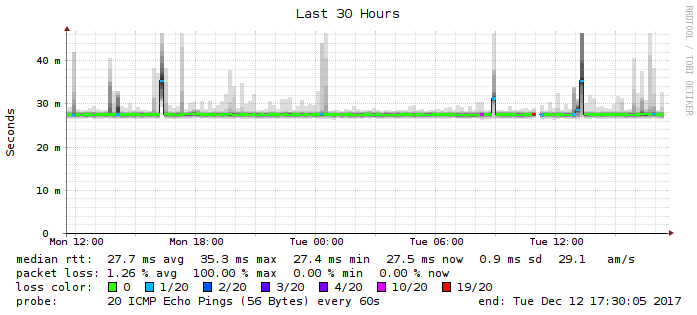 Last 30 Hours
RRDTOOL / TOBI OETIKER
Seconds
40 m
30 m
20 m
10 m
0
Mon 12:00 Mon 18:00 Tue 00:00 Tue 06:00 Tue 12:00
median rtt: 27.7 ms avg 35.3 ms max 27.4 ms min 27.5 ms now 0.9 ms sd 29.1 am/s
packet loss: 1.26 % avg 100.00 % max 0.00 % min 0.00 % now
loss color: 0 1/20 2/20 3/20 4/20 10/20 19/20
probe: 20 ICMP Echo Pings (56 Bytes) every 60s end: Tue Dec 12 17:30:05 2017